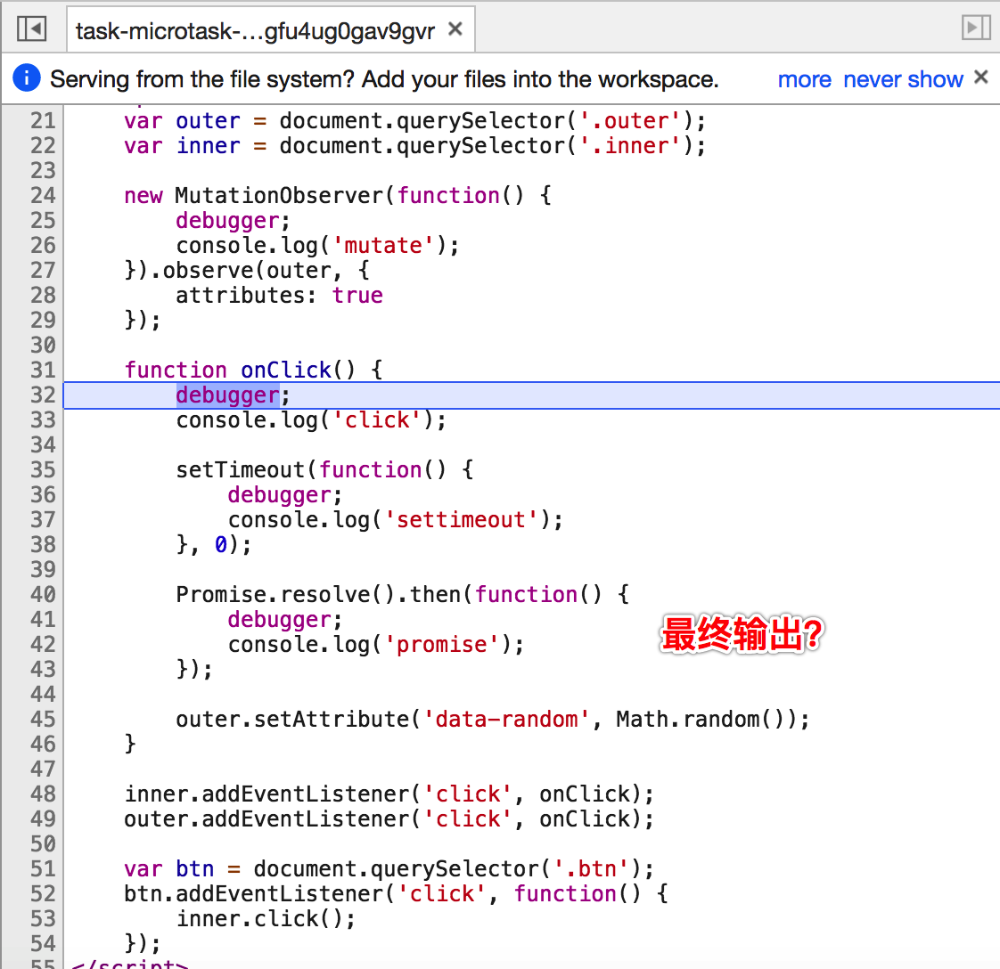 task-microtask-...gfu4ug0gav9gvr ×
i Serving from the file system? Add your files into the workspace. more never show ×
21 var outer = document.querySelector('.outer');
22 var inner = document.querySelector('.inner');
23
24 new MutationObserver(function() {
25 debugger;
26 console.log('mutate');
27 }).observe(outer, {
28 attributes: true
29 });
30
31 function onClick() {
32 debugger;
33 console.log('click');
34
35 setTimeout(function() {
36 debugger;
37 console.log('settimeout');
38 }, 0);
39
40 Promise.resolve().then(function() {
41 debugger;
42 console.log('promise');
43 });
最终输出?
44
45 outer.setAttribute('data-random', Math.random());
46 }
47
48 inner.addEventListener('click', onClick);
49 outer.addEventListener('click', onClick);
50
51 var btn = document.querySelector('.btn');
52 btn.addEventListener('click', function() {
53 inner.click();
54 });
55 </script>